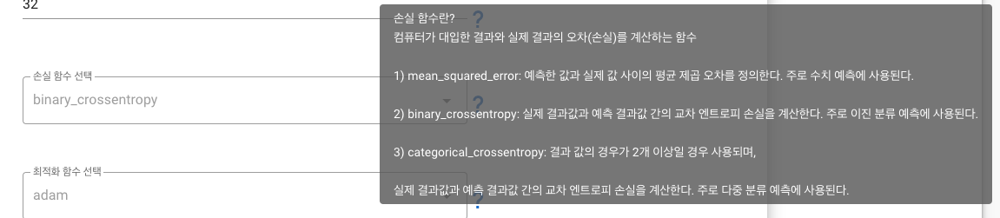 32
?
손실 함수 선택
binary_crossentropy
?
최적화 함수 선택
adam
?
손실 함수란?
컴퓨터가 대입한 결과와 실제 결과의 오차(손실)를 계산하는 함수
1) mean_squared_error: 예측한 값과 실제 값 사이의 평균 제곱 오차를 정의한다. 주로 수치 예측에 사용된다.
2) binary_crossentropy: 실제 결과값과 예측 결과값 간의 교차 엔트로피 손실을 계산한다. 주로 이진 분류 예측에 사용된다.
3) categorical_crossentropy: 결과 값의 경우가 2개 이상일 경우 사용되며,
실제 결과값과 예측 결과값 간의 교차 엔트로피 손실을 계산한다. 주로 다중 분류 예측에 사용된다.